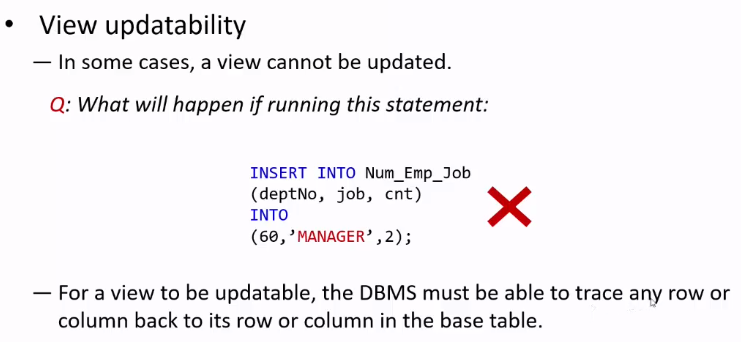 • View updatability
— In some cases, a view cannot be updated.
Q: What will happen if running this statement:
INSERT INTO Num_Emp_Job
(deptNo, job, cnt)
INTO
(60,’MANAGER’,2);
— For a view to be updatable, the DBMS must be able to trace any row or
column back to its row or column in the base table.